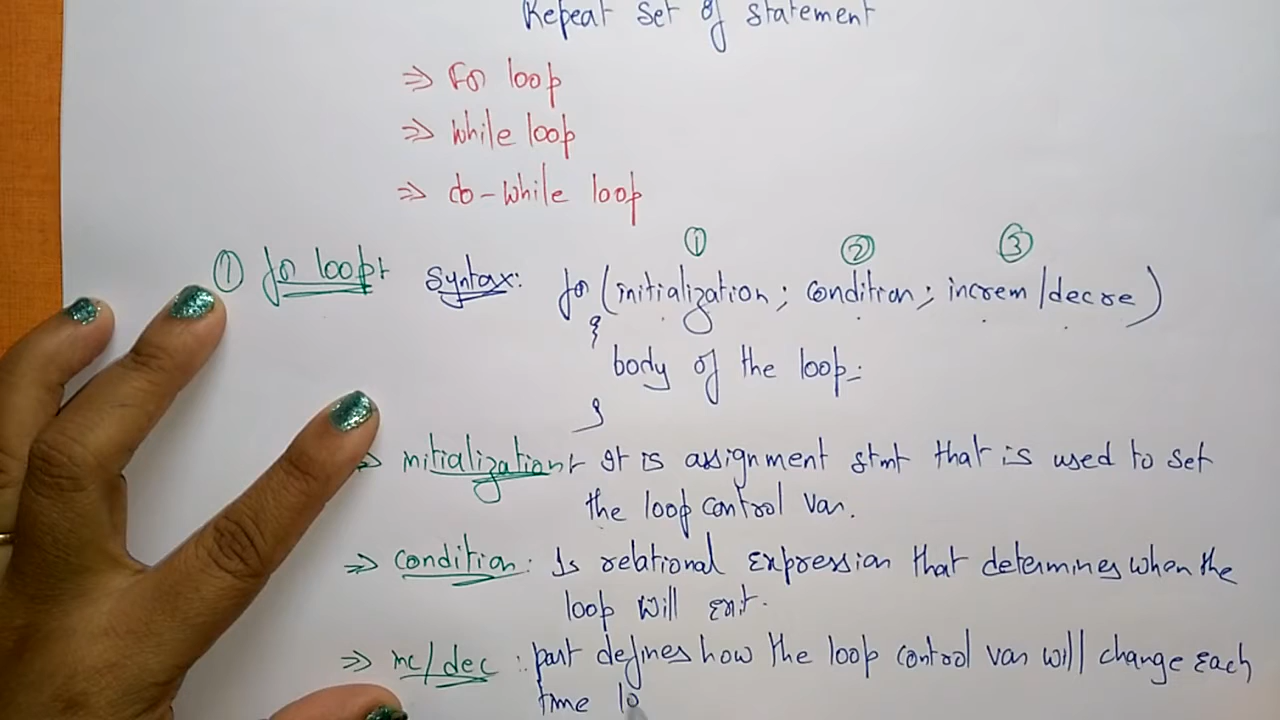 Repeat set of statement
⇒ For loop
⇒ while loop
⇒ do-while loop
① ② ③
① for loop: Syntax: for (initialization; condition; increm/decre)
{
body of the loop;
}
⇒ initialization: It is assignment stmt that is used to set
the loop control var.
⇒ condition: Is relational expression that determines when the
loop will exit.
⇒ inc/dec: part defines how the loop control var will change each
time lo